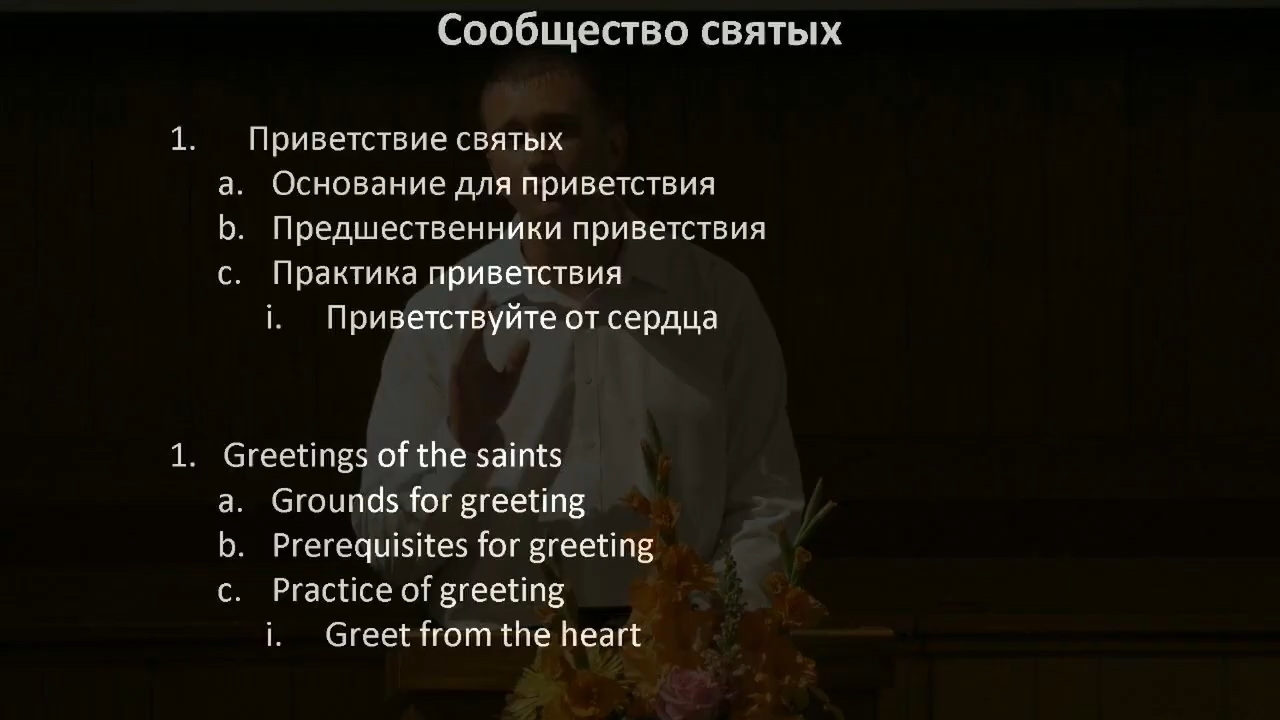 Сообщество святых
1. Приветствие святых
a. Основание для приветствия
b. Предшественники приветствия
c. Практика приветствия
i. Приветствуйте от сердца
1. Greetings of the saints
a. Grounds for greeting
b. Prerequisites for greeting
c. Practice of greeting
i. Greet from the heart